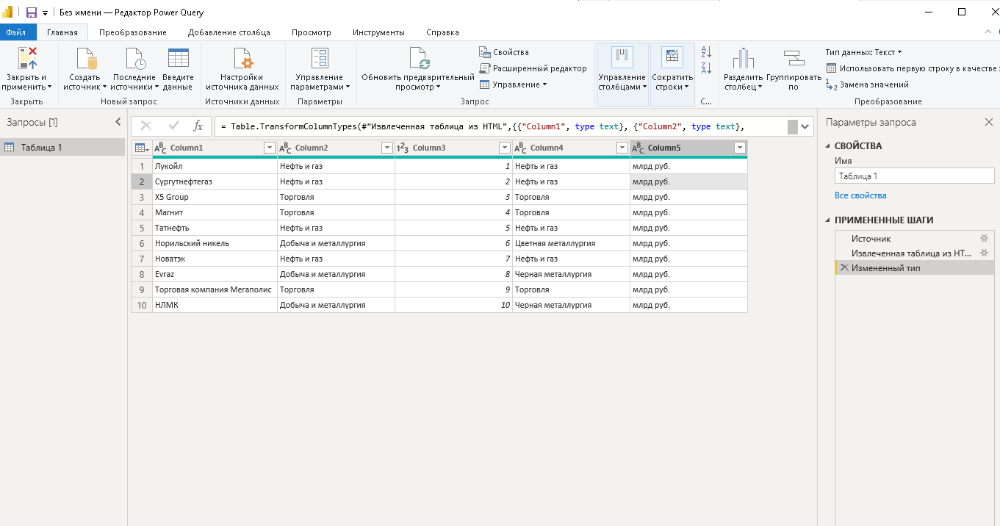 Без имени — Редактор Power Query
Файл Главная Преобразование Добавление столбца Просмотр Инструменты Справка
Закрыть и применить
Закрыть
Создать источник
Последние источники
Введите данные
Новый запрос
Настройки источника данных
Источники данных
Управление параметрами
Параметры
Обновить предварительный просмотр
Свойства
Расширенный редактор
Управление
Запрос
Управление столбцами
Сократить строки
С...
Разделить столбец
Группировать по
Тип данных: Текст
Использовать первую строку в качестве
Замена значений
Преобразование
Запросы [1]
Таблица 1
fx = Table.TransformColumnTypes(#"Извлеченная таблица из HTML",{{"Column1", type text}, {"Column2", type text},
ABC Column1 ABC Column2 123 Column3 ABC Column4 ABC Column5
1 Лукойл Нефть и газ 1 Нефть и газ млрд руб.
2 Сургутнефтегаз Нефть и газ 2 Нефть и газ млрд руб.
3 X5 Group Торговля 3 Торговля млрд руб.
4 Магнит Торговля 4 Торговля млрд руб.
5 Татнефть Нефть и газ 5 Нефть и газ млрд руб.
6 Норильский никель Добыча и металлургия 6 Цветная металлургия млрд руб.
7 Новатэк Нефть и газ 7 Нефть и газ млрд руб.
8 Evraz Добыча и металлургия 8 Черная металлургия млрд руб.
9 Торговая компания Мегаполис Торговля 9 Торговля млрд руб.
10 НЛМК Добыча и металлургия 10 Черная металлургия млрд руб.
Параметры запроса
СВОЙСТВА
Имя
Таблица 1
Все свойства
ПРИМЕНЕННЫЕ ШАГИ
Источник
Извлеченная таблица из HT...
Измененный тип